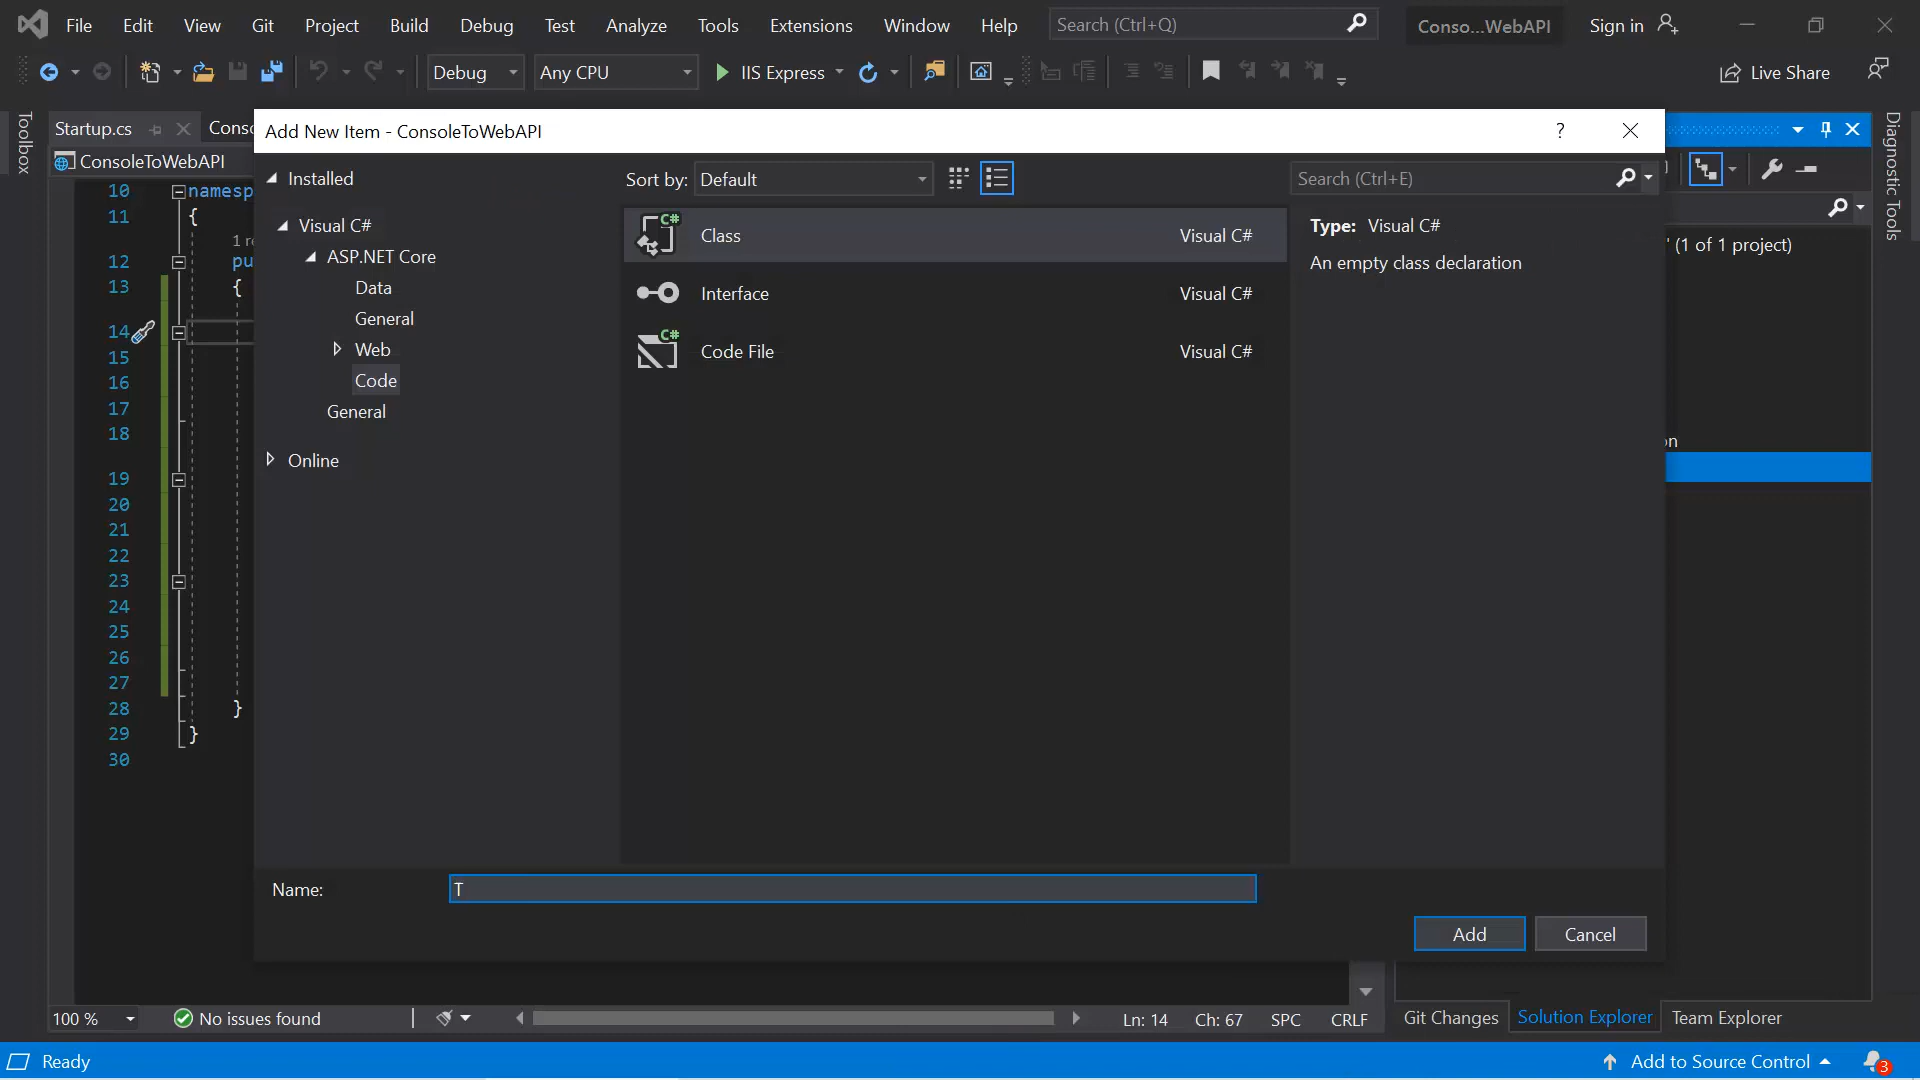 File Edit View Git Project Build Debug Test Analyze Tools Extensions Window Help Search (Ctrl+Q) Conso...WebAPI Sign in
Debug Any CPU IIS Express Live Share
Toolbox
Startup.cs Conso
ConsoleToWebAPI
Add New Item - ConsoleToWebAPI ?
Installed
Sort by: Default
Search (Ctrl+E)
Visual C#
ASP.NET Core
Data
General
Web
Code
General
Online
Class Visual C#
Interface Visual C#
Code File Visual C#
Type: Visual C#
An empty class declaration
Name: T
Add Cancel
10 namesp
11 {
1 re
12 pu
13 {
14
15
16
17
18
19
20
21
22
23
24
25
26
27
28 }
29 }
30
' (1 of 1 project)
on
Diagnostic Tools
100 % No issues found Ln: 14 Ch: 67 SPC CRLF
Git Changes Solution Explorer Team Explorer
Ready Add to Source Control 3